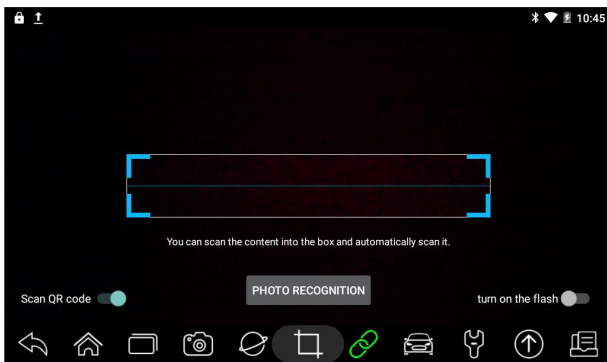 10:45
You can scan the content into the box and automatically scan it.
PHOTO RECOGNITION
Scan QR code
turn on the flash